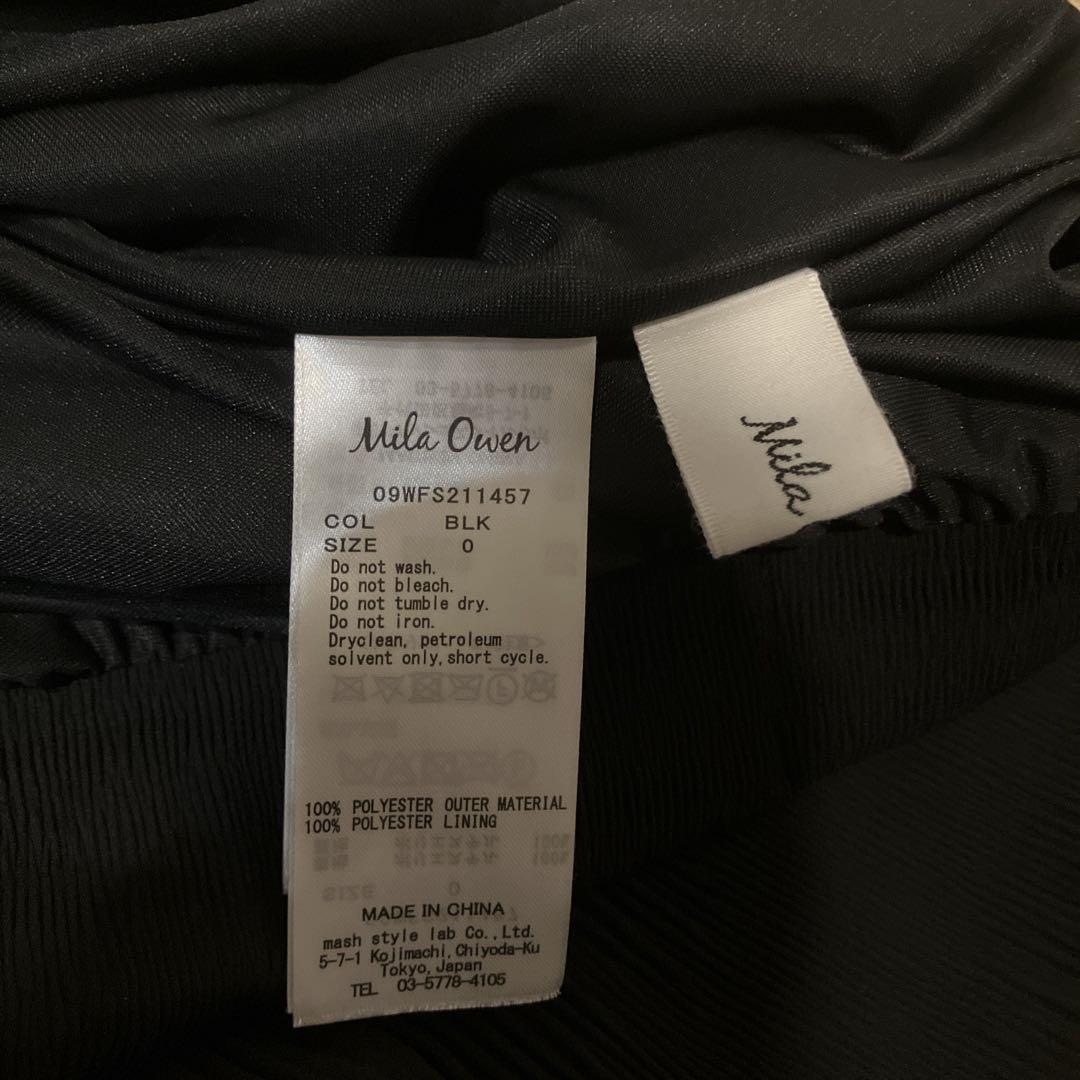 Mila Owen
09WFS211457
COL BLK
SIZE 0
Do not wash.
Do not bleach.
Do not tumble dry.
Do not iron.
Dryclean, petroleum
solvent only, short cycle.
100% POLYESTER OUTER MATERIAL
100% POLYESTER LINING
MADE IN CHINA
mash style lab Co., Ltd.
5-7-1 Kojimachi, Chiyoda-Ku
Tokyo, Japan
TEL 03-5778-4105
Mila